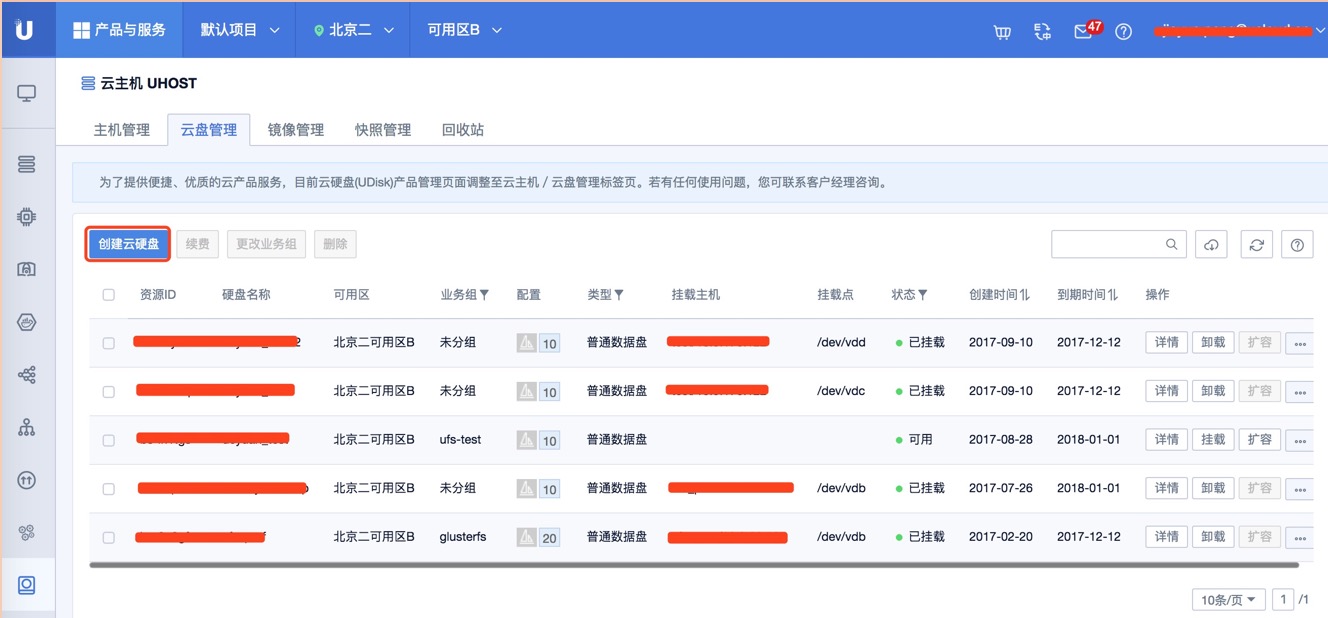 产品与服务 默认项目 北京二 可用区B 47
云主机 UHOST
主机管理 云盘管理 镜像管理 快照管理 回收站
为了提供便捷、优质的云产品服务，目前云硬盘(UDisk)产品管理页面调整至云主机 / 云盘管理标签页。若有任何使用问题，您可联系客户经理咨询。
创建云硬盘 续费 更改业务组 删除
资源ID 硬盘名称 可用区 业务组 配置 类型 挂载主机 挂载点 状态 创建时间 到期时间 操作
北京二可用区B 未分组 10 普通数据盘 /dev/vdd 已挂载 2017-09-10 2017-12-12 详情 卸载 扩容 ...
北京二可用区B 未分组 10 普通数据盘 /dev/vdc 已挂载 2017-09-10 2017-12-12 详情 卸载 扩容 ...
北京二可用区B ufs-test 10 普通数据盘 可用 2017-08-28 2018-01-01 详情 挂载 扩容 ...
北京二可用区B 未分组 10 普通数据盘 /dev/vdb 已挂载 2017-07-26 2018-01-01 详情 卸载 扩容 ...
北京二可用区B glusterfs 20 普通数据盘 /dev/vdb 已挂载 2017-02-20 2017-12-12 详情 卸载 扩容 ...
10条/页 1 /1